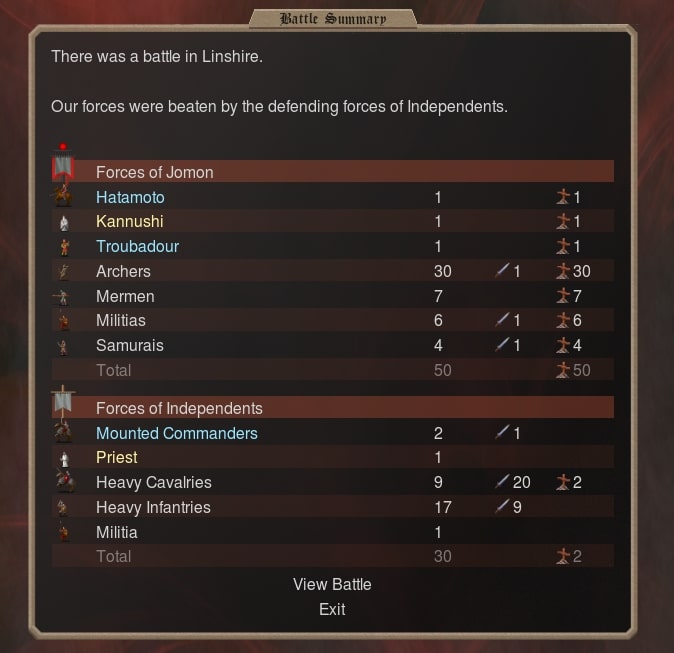 Battle Summary
There was a battle in Linshire.
Our forces were beaten by the defending forces of Independents.
Forces of Jomon
Hatamoto 1 1
Kannushi 1 1
Troubadour 1 1
Archers 30 1 30
Mermen 7 7
Militias 6 1 6
Samurais 4 1 4
Total 50 50
Forces of Independents
Mounted Commanders 2 1
Priest 1
Heavy Cavalries 9 20 2
Heavy Infantries 17 9
Militia 1
Total 30 2
View Battle
Exit